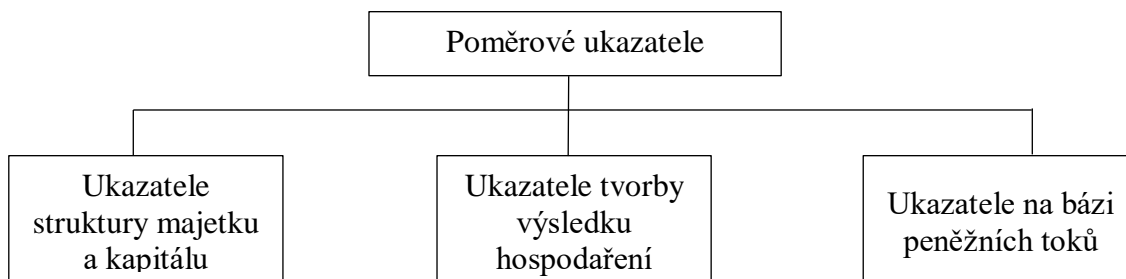 Poměrové ukazatele
Ukazatele
struktury majetku
a kapitálu
Ukazatele tvorby
výsledku
hospodaření
Ukazatele na bázi
peněžních toků